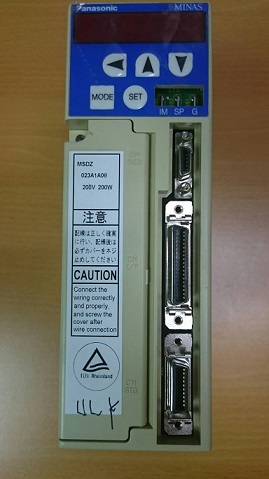 Panasonic
MINAS
MODE
SET
IM SP G
MSDZ
023A1A08
200V 200W
注意
配線は正しく確実
に行い、配線後は
必ずカバーをネジ
止めしてください
CAUTION
Connect the
wiring correctly
and properly,
and screw the
cover after
wire connection
TÜV Rheinland